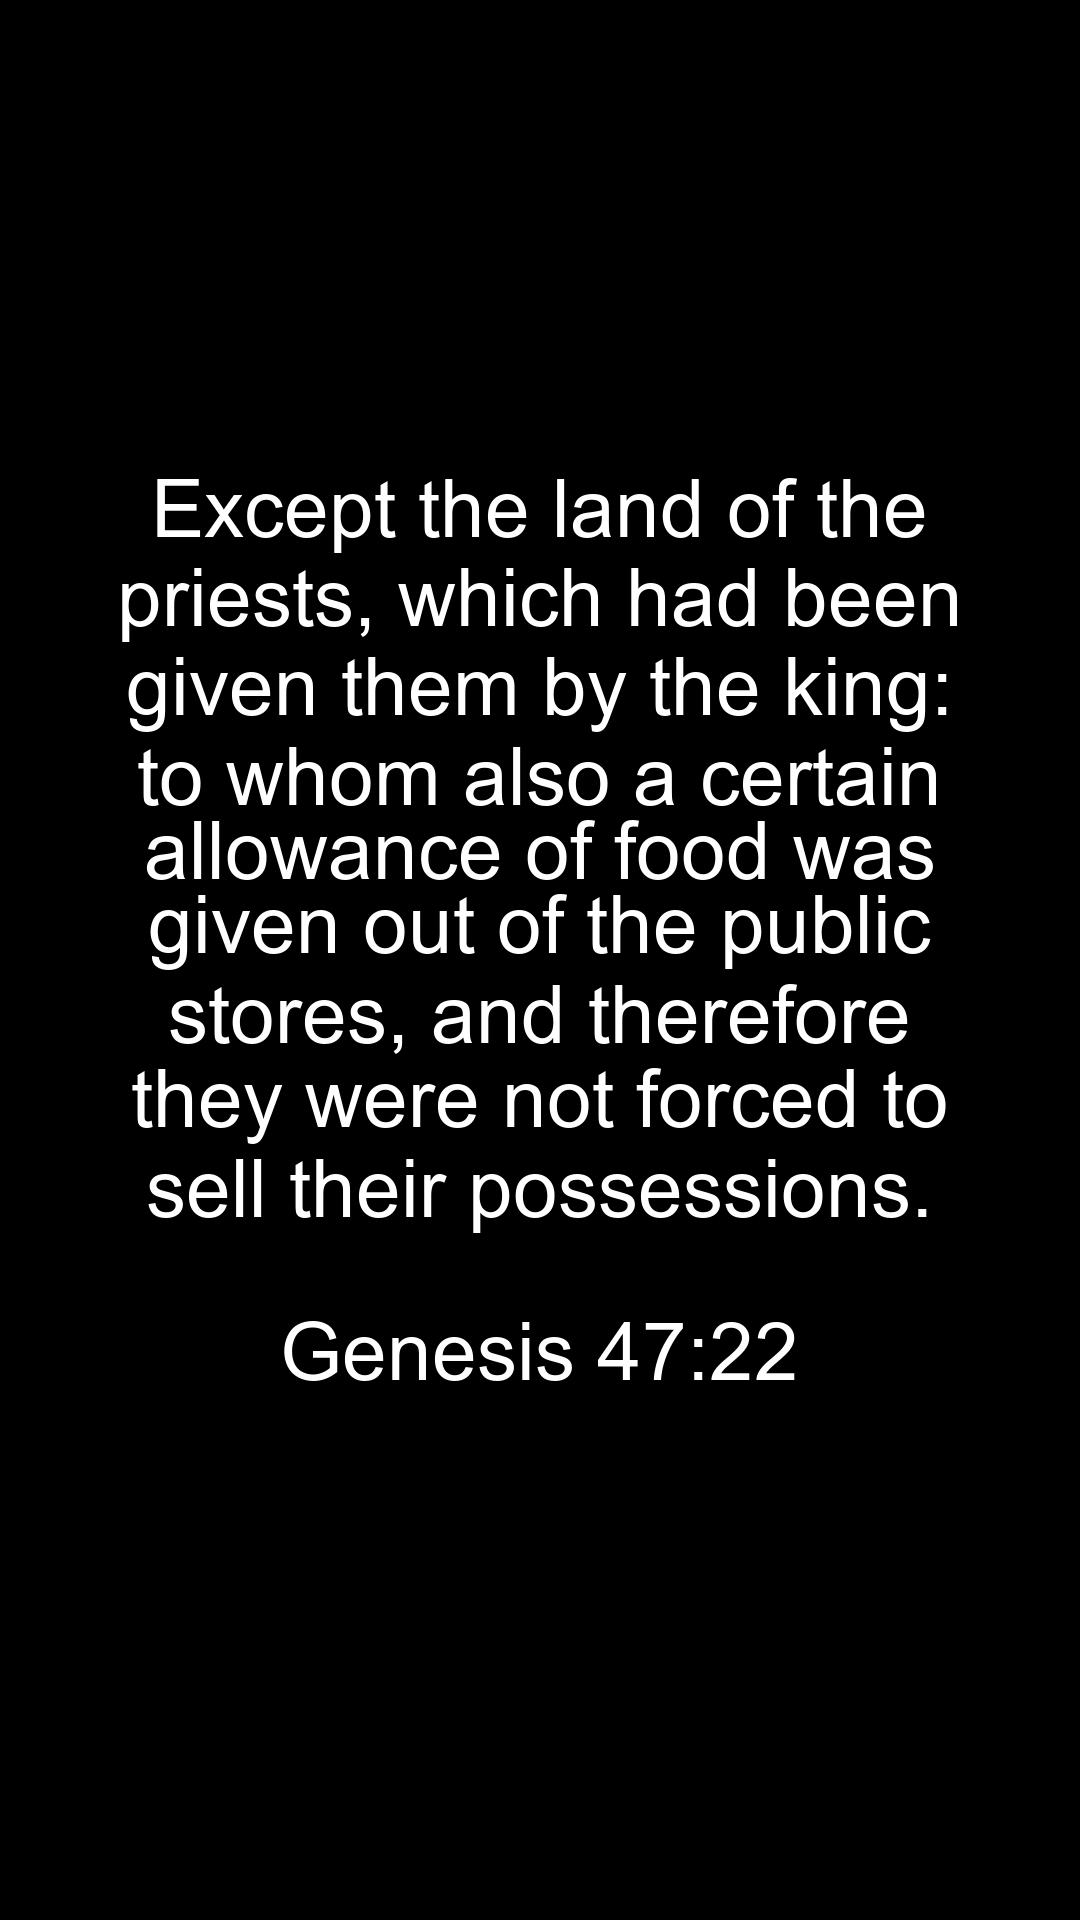 Except the land of the
priests, which had been
given them by the king:
to whom also a certain
allowance of food was
given out of the public
stores, and therefore
they were not forced to
sell their possessions.
Genesis 47:22